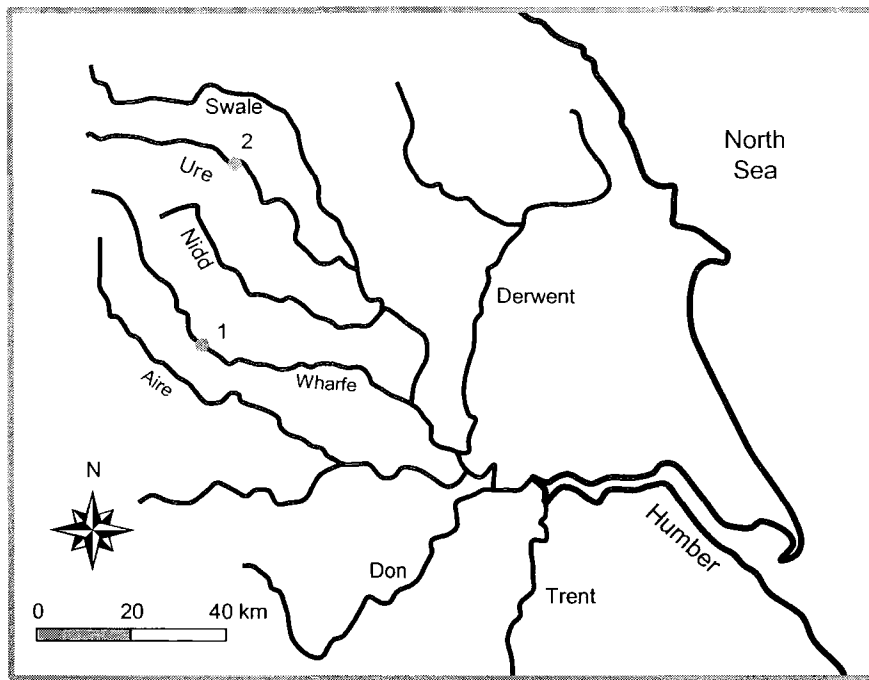 Swale
2
North
Sea
Ure
Nidd
Derwent
1
Wharfe
Aire
N
Humber
Don
Trent
0 20 40 km